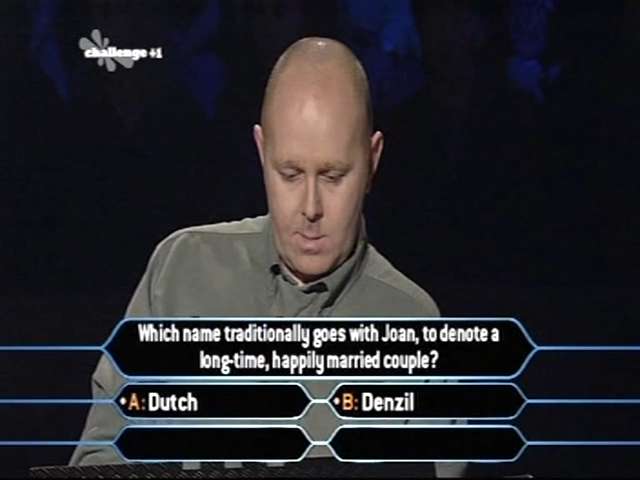 challenge +1
Which name traditionally goes with Joan, to denote a
long-time, happily married couple?
A: Dutch
B: Denzil